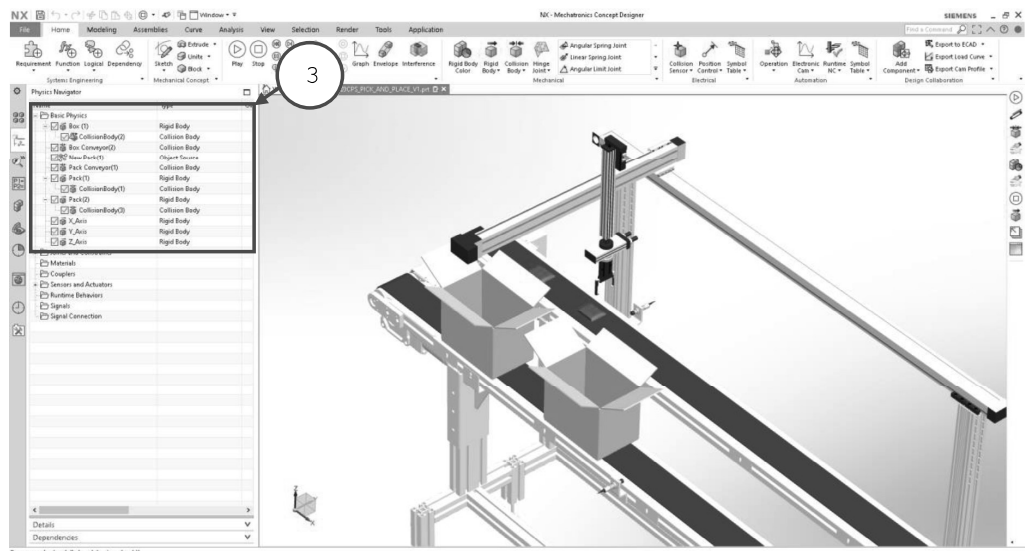 NX Window NX - Mechatronics Concept Designer SIEMENS
File Home Modeling Assemblies Curve Analysis View Selection Render Tools Application Find a Command
Requirement Function Logical Dependency Sketch Extrude Unite Block Play Stop Graph Envelope Interference Rigid Body Color Rigid Body Collision Body Hinge Joint Angular Spring Joint Linear Spring Joint Angular Limit Joint Collision Sensor Position Control Symbol Table Operation Electronic Cam Runtime NC Symbol Table Add Component Export to ECAD Export Load Curve Export Cam Profile
Systems Engineering Mechanical Concept Mechanical Electrical Automation Design Collaboration
3
Physics Navigator CPS_PICK_AND_PLACE_V1.prt
Name Type
Basic Physics
Box (1) Rigid Body
CollisionBody(2) Collision Body
Box Conveyor(2) Collision Body
New Pack(1) Object Source
Pack Conveyor(1) Collision Body
Pack(1) Rigid Body
CollisionBody(1) Collision Body
Pack(2) Rigid Body
CollisionBody(3) Collision Body
X_Axis Rigid Body
Y_Axis Rigid Body
Z_Axis Rigid Body
Materials
Couplers
Sensors and Actuators
Runtime Behaviors
Signals
Signal Connection
Z
X
Details
Dependencies